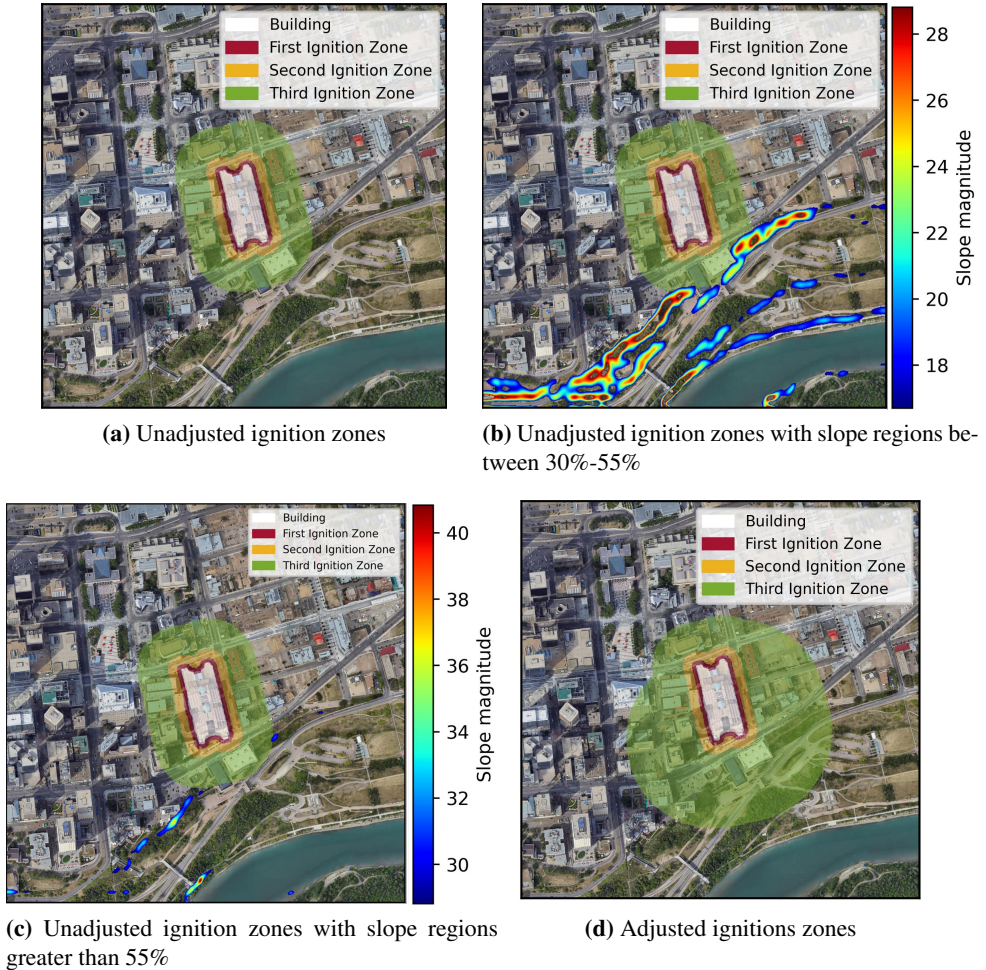 Building
First Ignition Zone
Second Ignition Zone
Third Ignition Zone
(a) Unadjusted ignition zones
Building
First Ignition Zone
Second Ignition Zone
Third Ignition Zone
28
26
24
22
20
18
Slope magnitude
(b) Unadjusted ignition zones with slope regions be-
tween 30%-55%
Building
First Ignition Zone
Second Ignition Zone
Third Ignition Zone
40
38
36
34
32
30
Slope magnitude
(c) Unadjusted ignition zones with slope regions
greater than 55%
Building
First Ignition Zone
Second Ignition Zone
Third Ignition Zone
(d) Adjusted ignitions zones